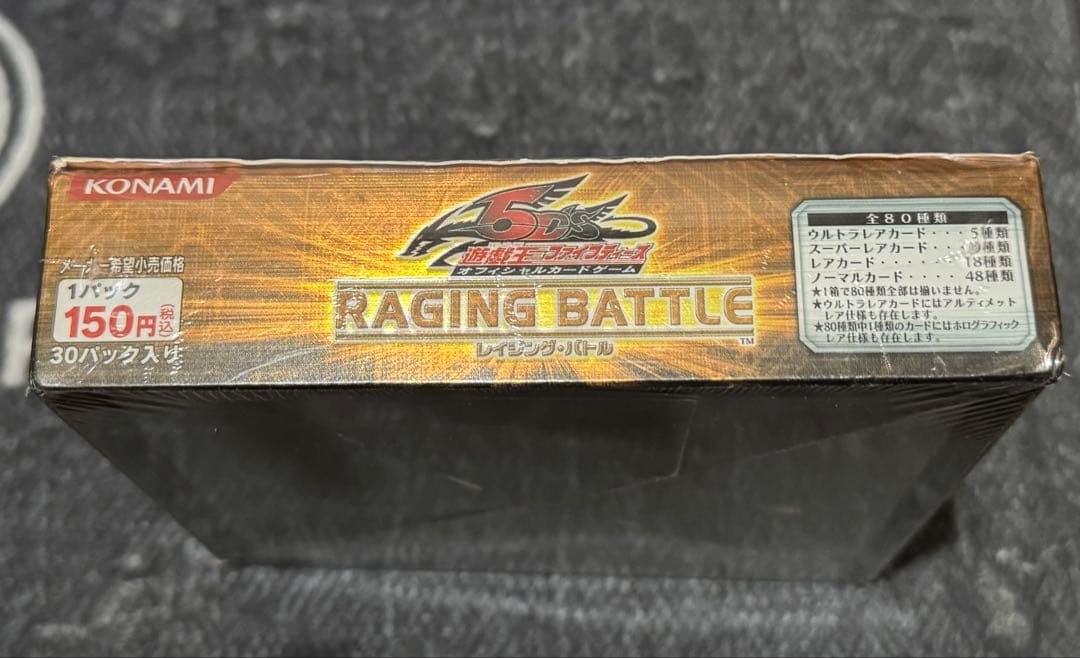 KONAMI
メーカー希望小売価格
1パック
150円(税込)
30パック入り
5D's
遊戯王ファイブディーズ
オフィシャルカードゲーム
RAGING BATTLE
TM
レイジング・バトル
全80種類
ウルトラレアカード・・・5種類
スーパーレアカード・・
レアカード・・・・・18種類
ノーマルカード・・・・48種類
★1箱で80種類全部は揃いません。
★ウルトラレアカードにはアルティメット
レア仕様も存在します。
★80種類中1種類のカードにはホログラフィック
レア仕様も存在します。